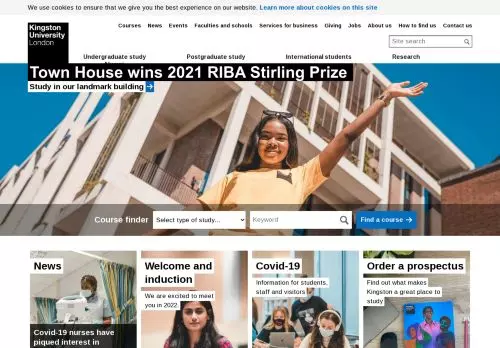 We use cookies to ensure that we give you the best experience on our website. Learn more about cookies on this site
Kingston
University
London
Courses News Events Faculties and schools Services for business Giving Jobs About us How to find us Contact us
Site search
Undergraduate study Postgraduate study International students Research
Town House wins 2021 RIBA Stirling Prize
Study in our landmark building
Course finder Select type of study... Keyword Find a course
News
Covid-19 nurses have
piqued interest in
Welcome and
induction
We are excited to meet
you in 2022.
Covid-19
Information for students,
staff and visitors
Order a prospectus
Find out what makes
Kingston a great place to
study